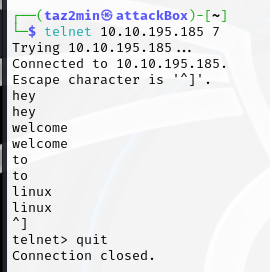 ┌──(taz2min㉿attackBox)-[~]
└─$ telnet 10.10.195.185 7
Trying 10.10.195.185...
Connected to 10.10.195.185.
Escape character is '^]'.
hey
hey
welcome
welcome
to
to
linux
linux
^]
telnet> quit
Connection closed.